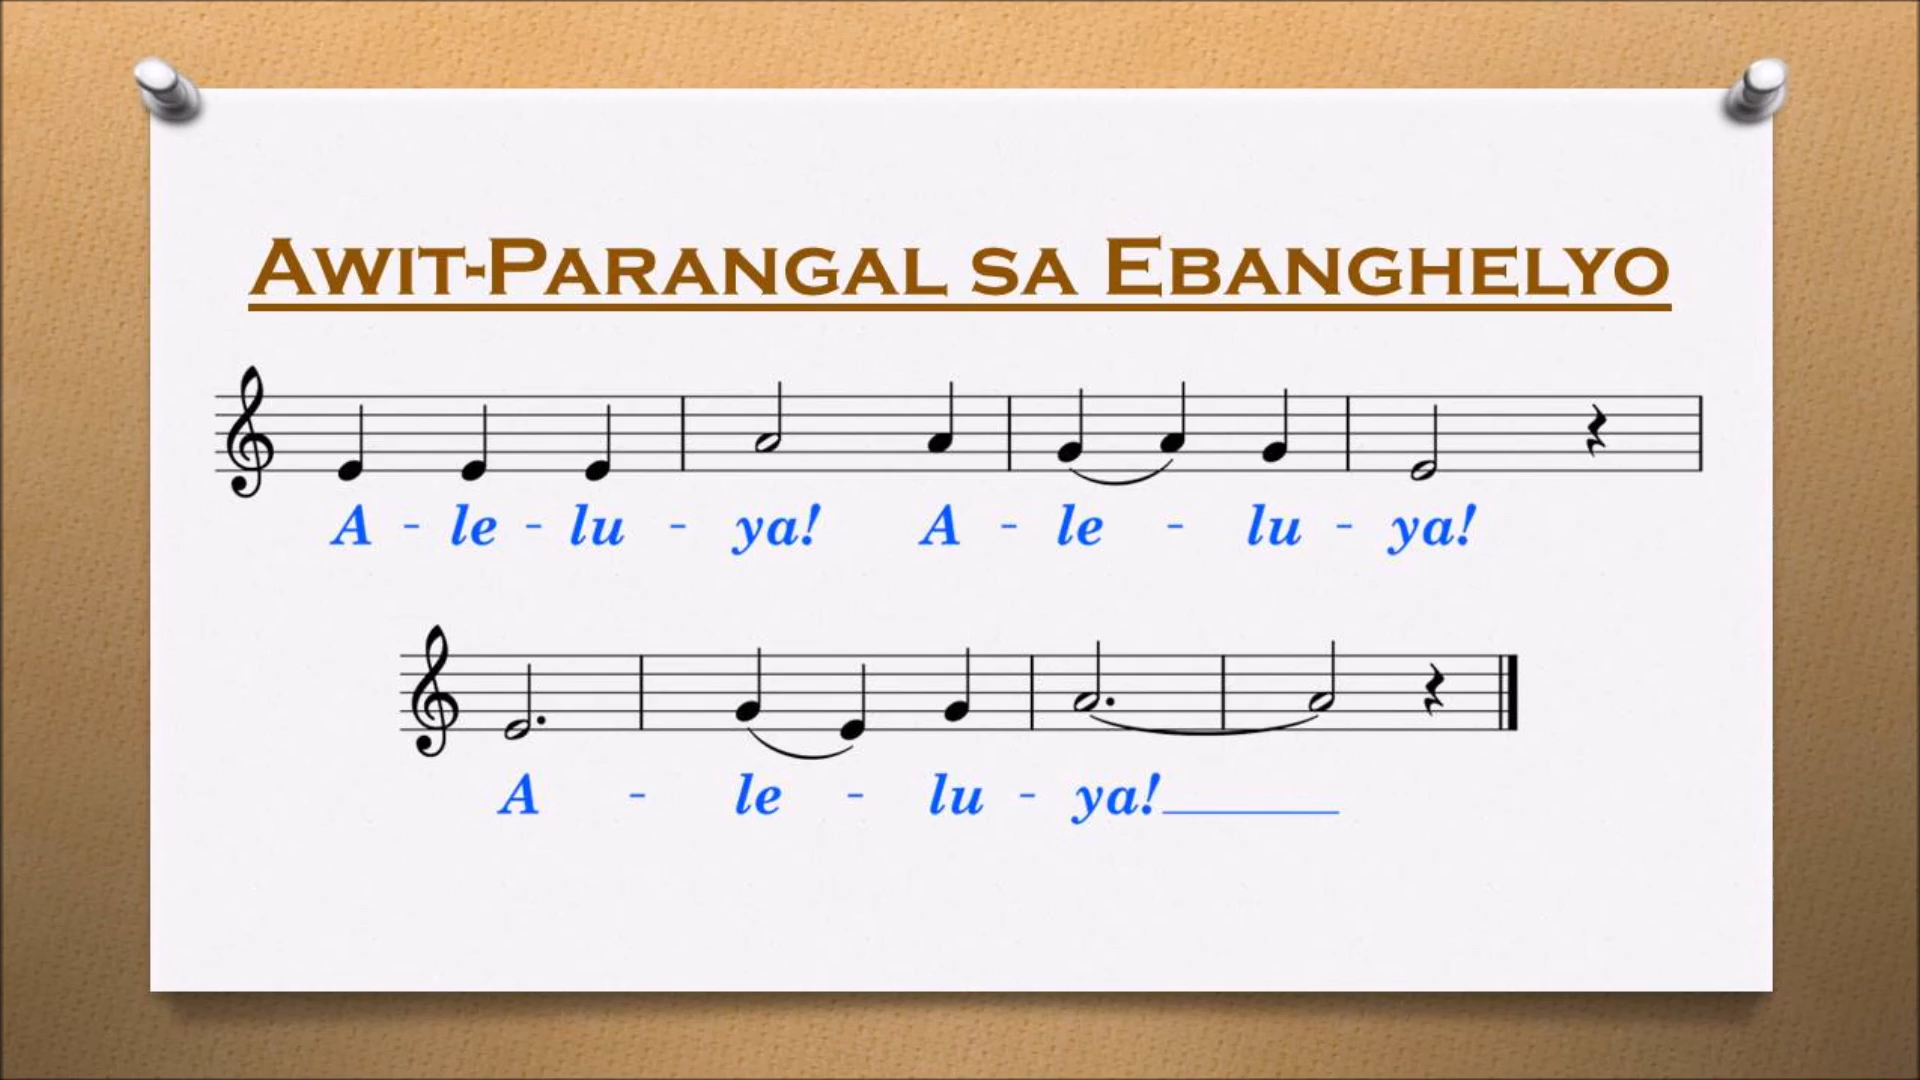 AWIT-PARANGAL SA EBANGHELYO
A - le - lu - ya! A - le - lu - ya!
A - le - lu - ya!